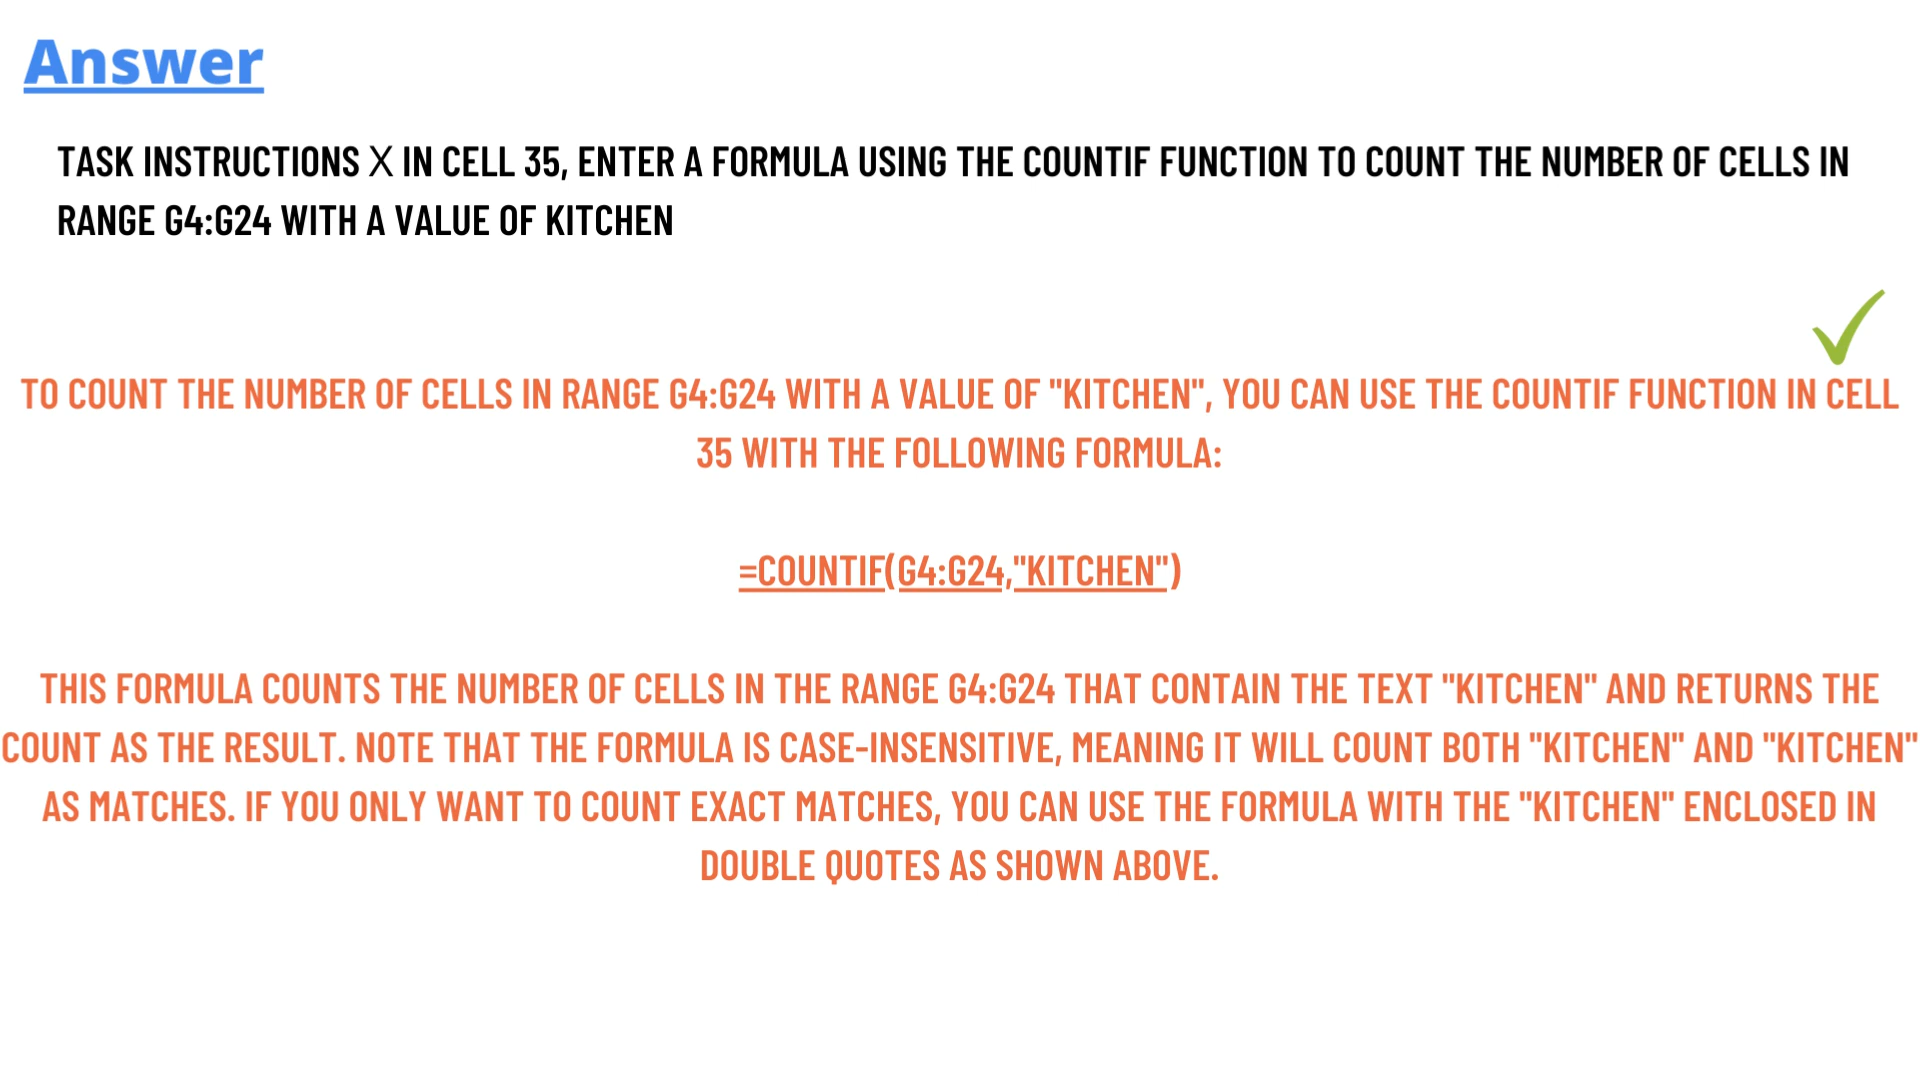 Answer
TASK INSTRUCTIONS X IN CELL 35, ENTER A FORMULA USING THE COUNTIF FUNCTION TO COUNT THE NUMBER OF CELLS IN
RANGE G4:G24 WITH A VALUE OF KITCHEN
TO COUNT THE NUMBER OF CELLS IN RANGE G4:G24 WITH A VALUE OF "KITCHEN", YOU CAN USE THE COUNTIF FUNCTION IN CELL
35 WITH THE FOLLOWING FORMULA:
=COUNTIF(G4:G24,"KITCHEN")
THIS FORMULA COUNTS THE NUMBER OF CELLS IN THE RANGE G4:G24 THAT CONTAIN THE TEXT "KITCHEN" AND RETURNS THE
COUNT AS THE RESULT. NOTE THAT THE FORMULA IS CASE-INSENSITIVE, MEANING IT WILL COUNT BOTH "KITCHEN" AND "KITCHEN"
AS MATCHES. IF YOU ONLY WANT TO COUNT EXACT MATCHES, YOU CAN USE THE FORMULA WITH THE "KITCHEN" ENCLOSED IN
DOUBLE QUOTES AS SHOWN ABOVE.